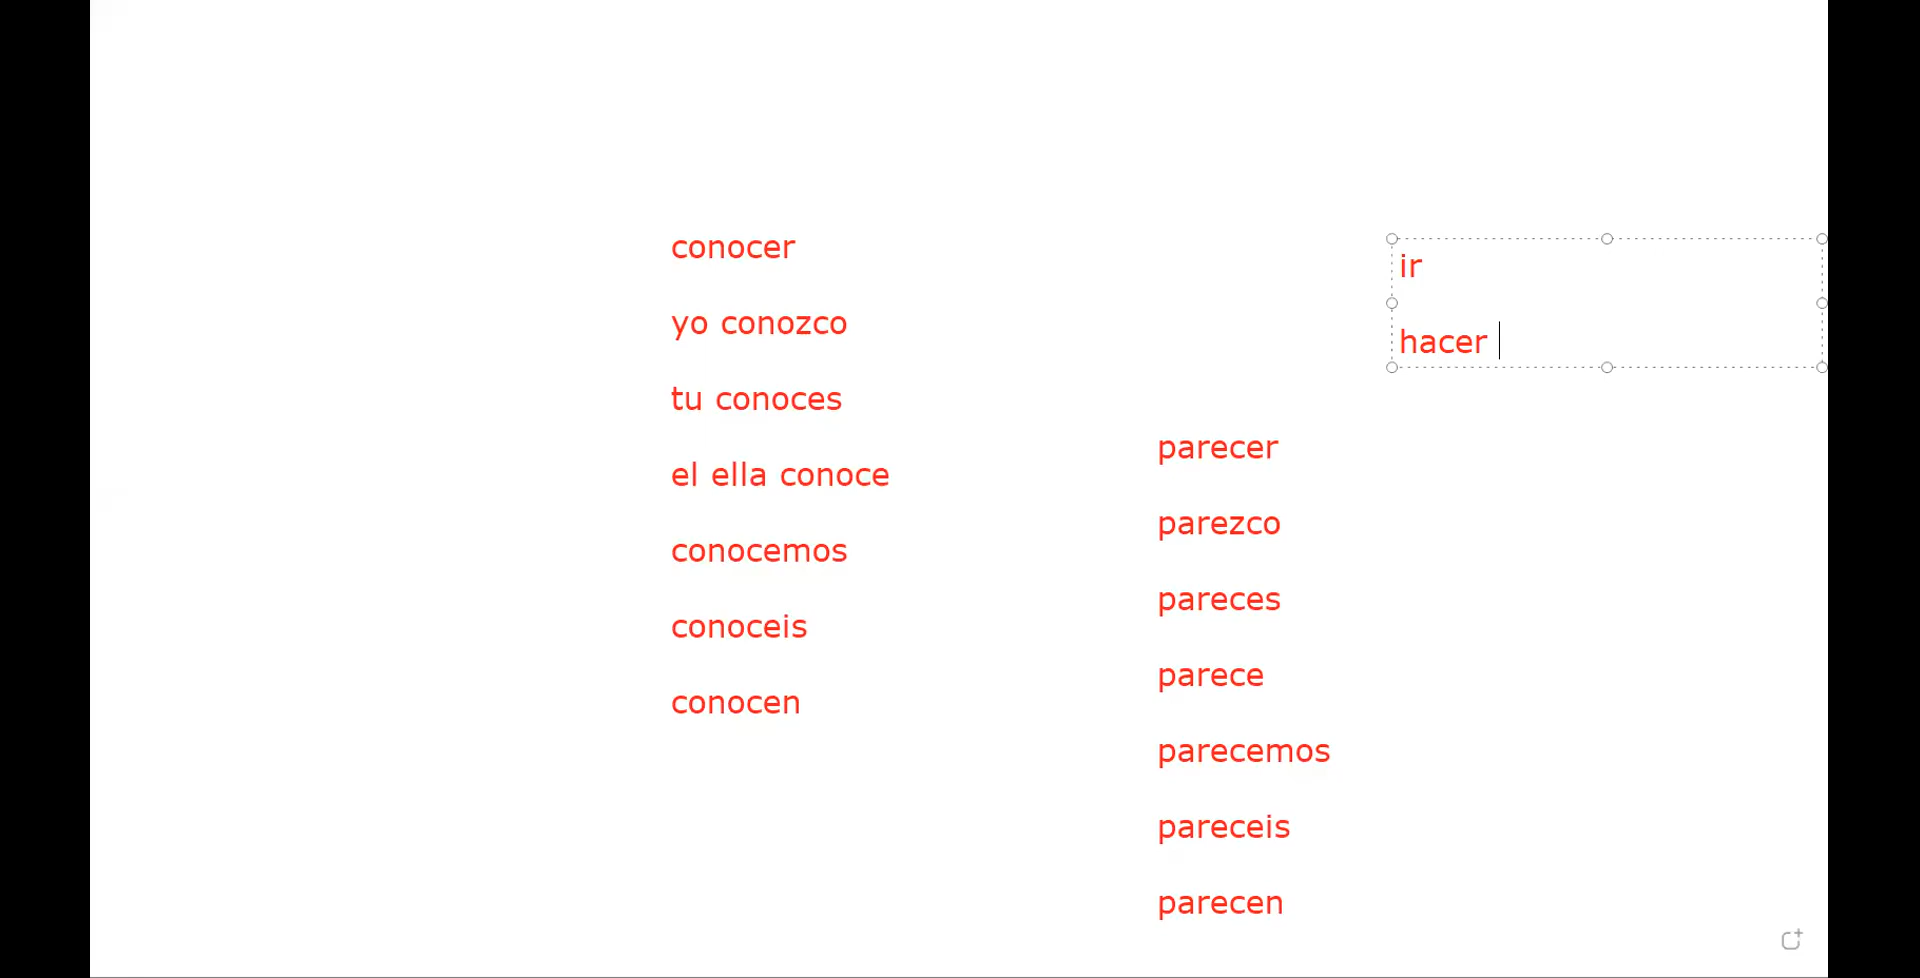 conocer
yo conozco
tu conoces
el ella conoce
conocemos
conoceis
conocen
parecer
parezco
pareces
parece
parecemos
pareceis
parecen
ir
hacer